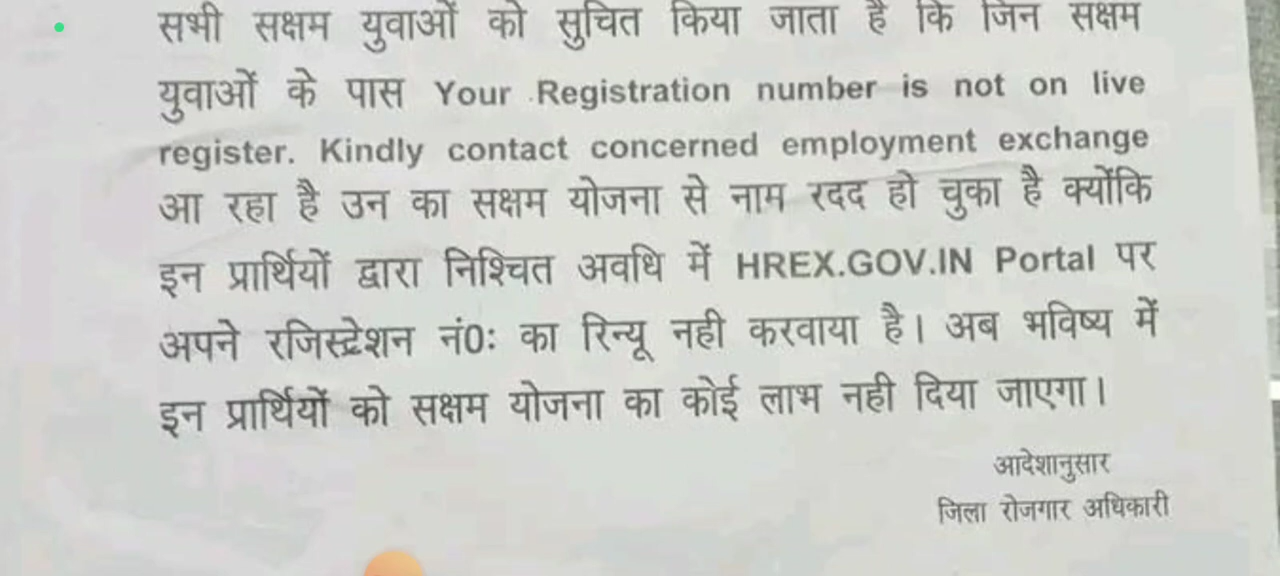 सभी सक्षम युवाओं को सुचित किया जाता है कि जिन सक्षम
युवाओं के पास Your Registration number is not on live
register. Kindly contact concerned employment exchange
आ रहा है उन का सक्षम योजना से नाम रदद हो चुका है क्योंकि
इन प्रार्थियों द्वारा निश्चित अवधि में HREX.GOV.IN Portal पर
अपने रजिस्ट्रेशन नं0ः का रिन्यू नही करवाया है। अब भविष्य में
इन प्रार्थियों को सक्षम योजना का कोई लाभ नही दिया जाएगा।
आदेशानुसार
जिला रोजगार अधिकारी